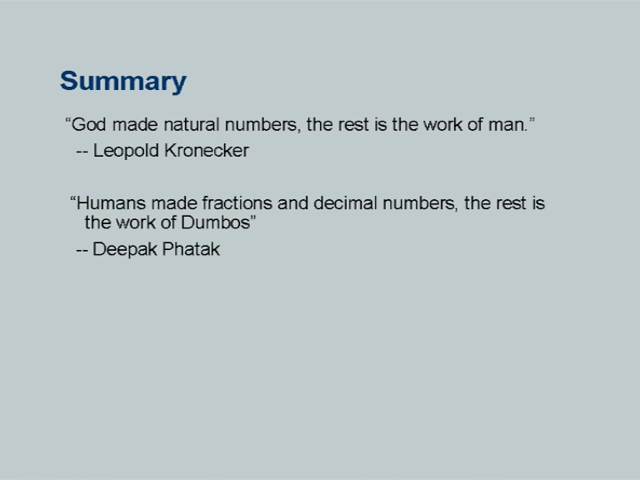 Summary
“God made natural numbers, the rest is the work of man.”
-- Leopold Kronecker
“Humans made fractions and decimal numbers, the rest is
the work of Dumbos”
-- Deepak Phatak